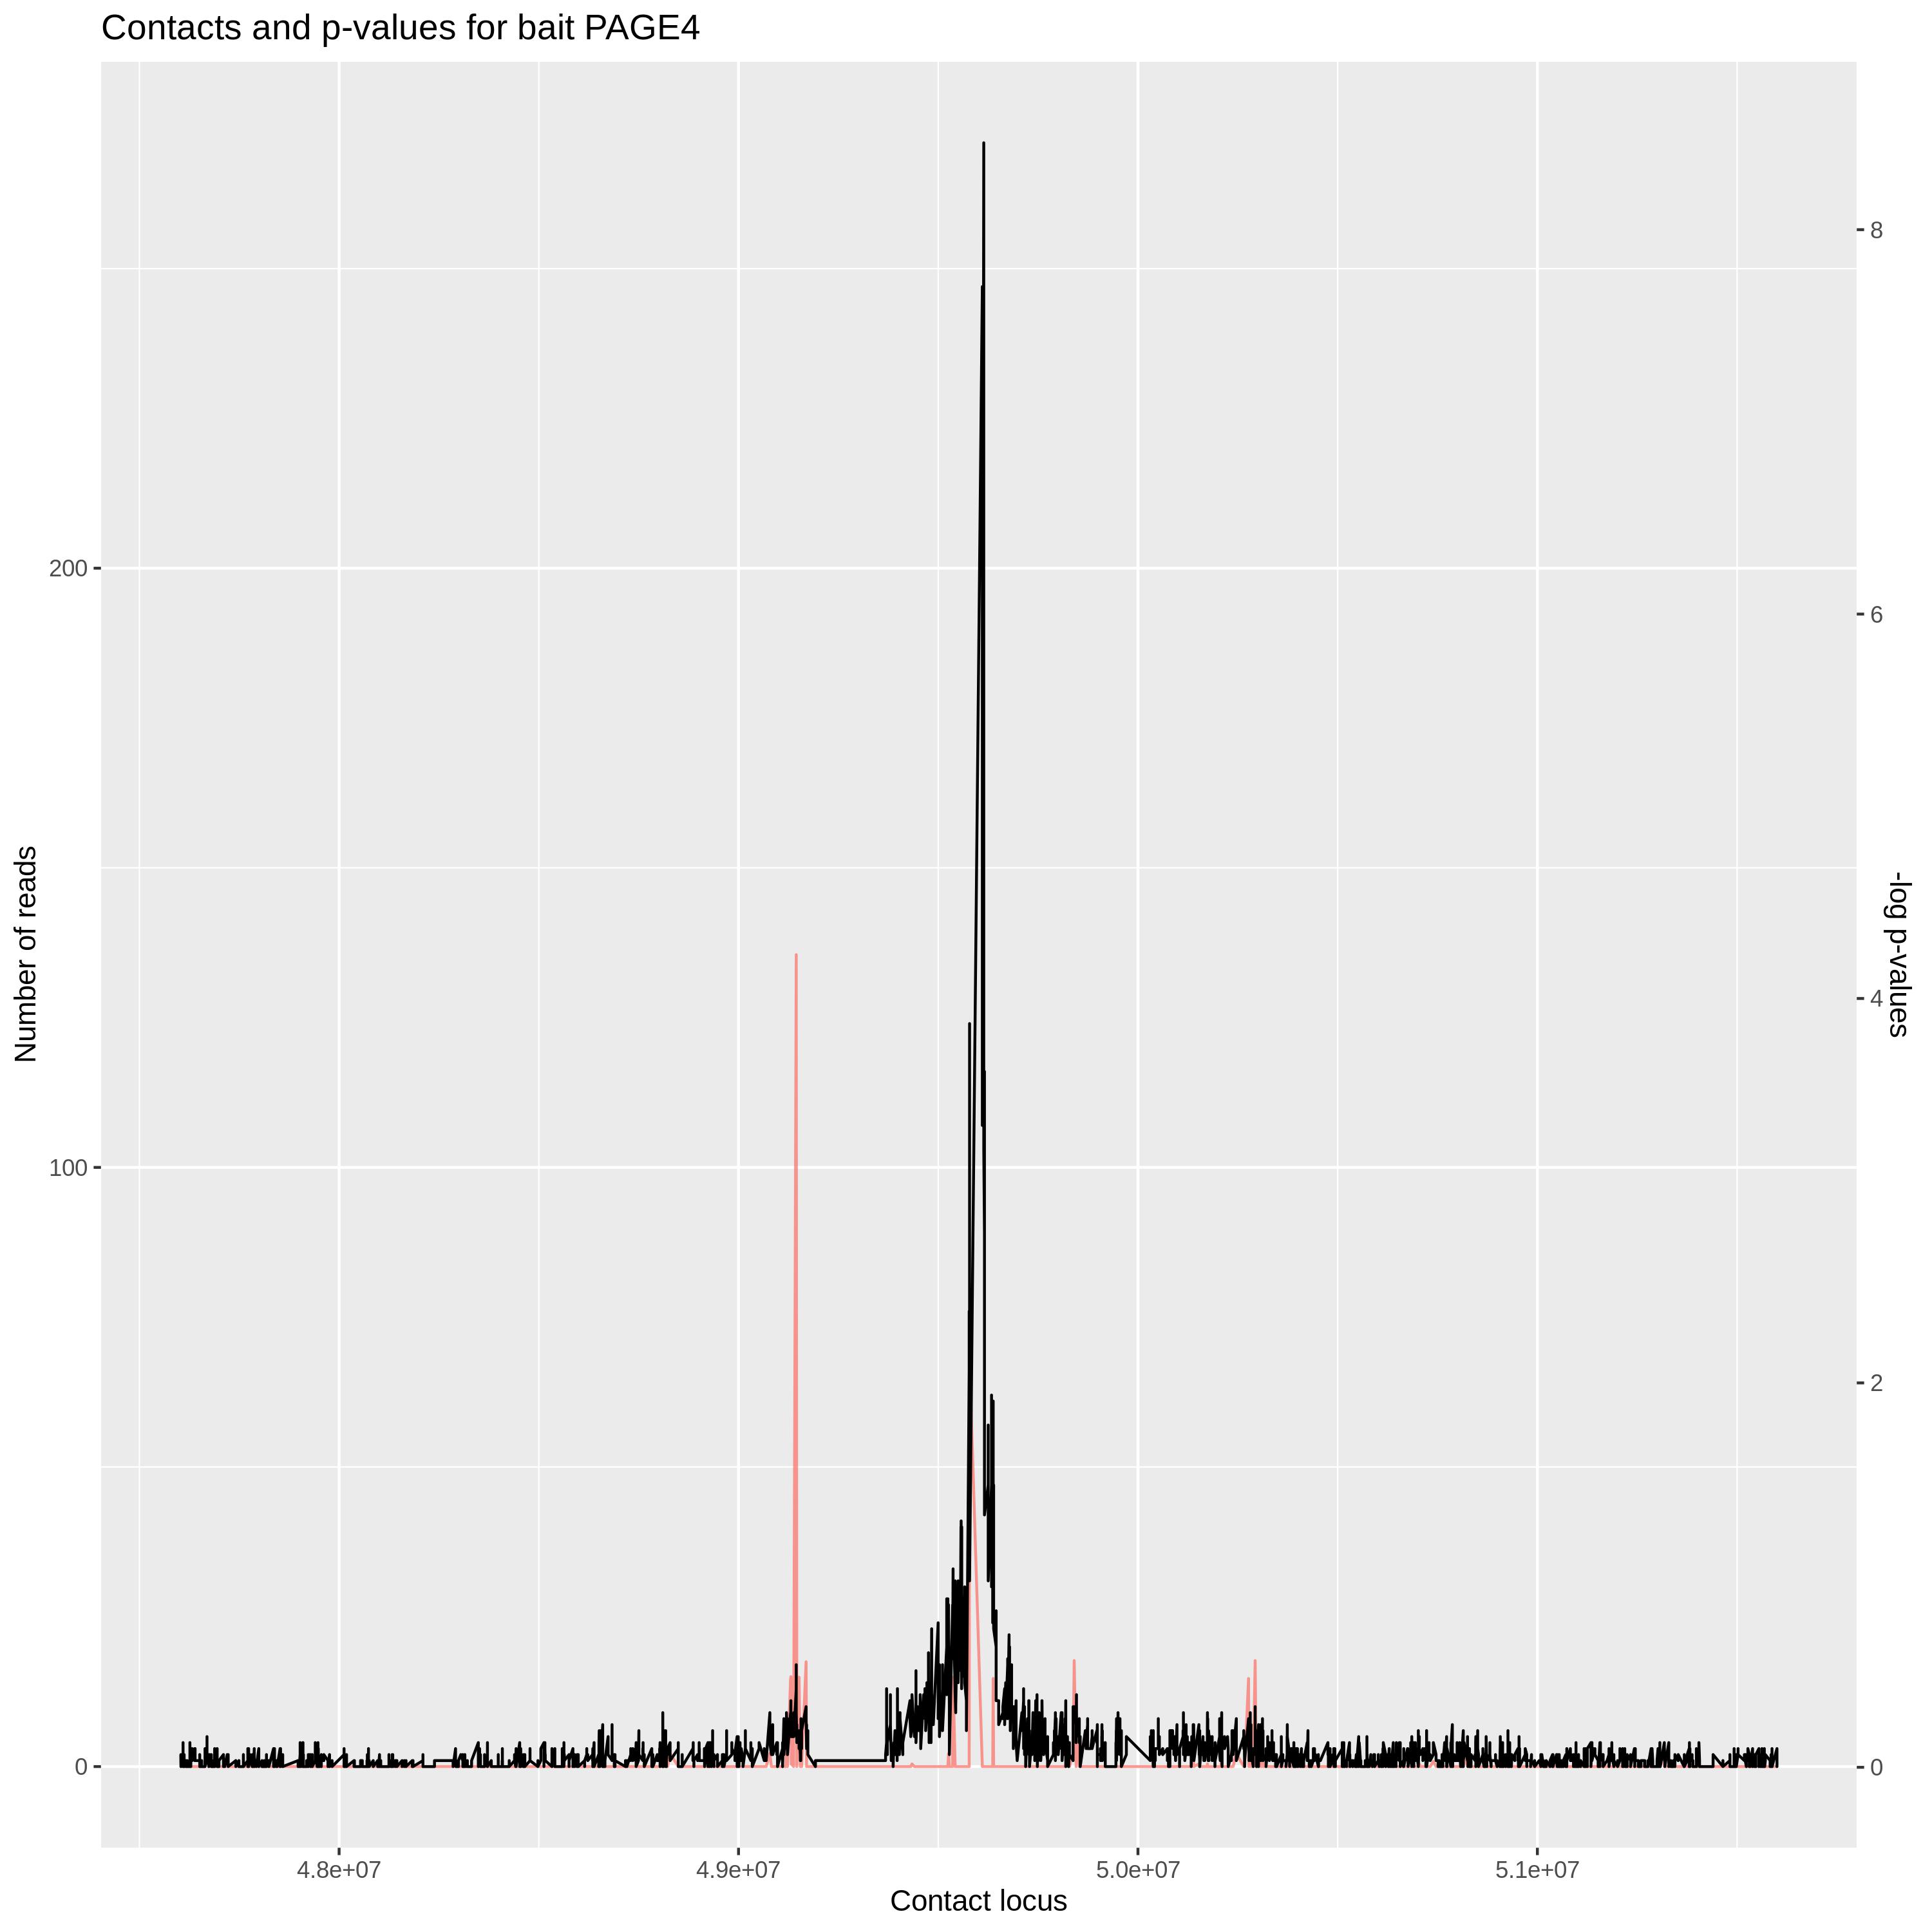 Contacts and p-values for bait PAGE4
Number of reads
200
100
0
8
6
4
2
0
-log p-values
4.8e+07
4.9e+07
5.0e+07
5.1e+07
Contact locus